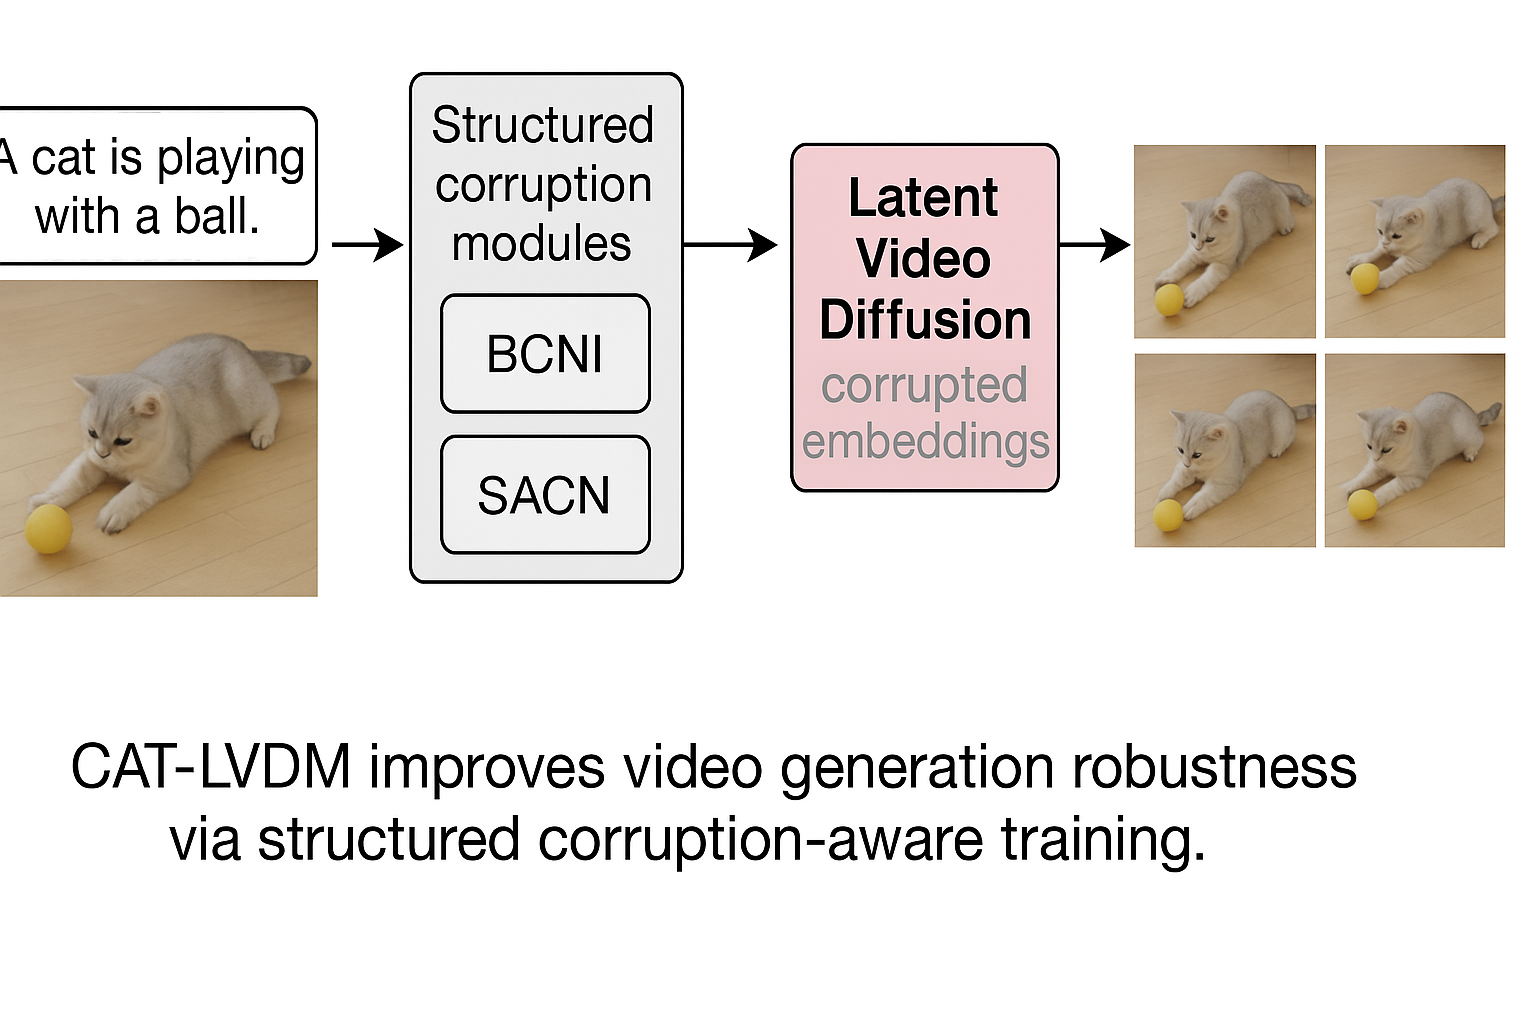 A cat is playing
with a ball.
Structured
corruption
modules
BCNI
SACN
Latent
Video
Diffusion
corrupted
embeddings
CAT-LVDM improves video generation robustness
via structured corruption-aware training.